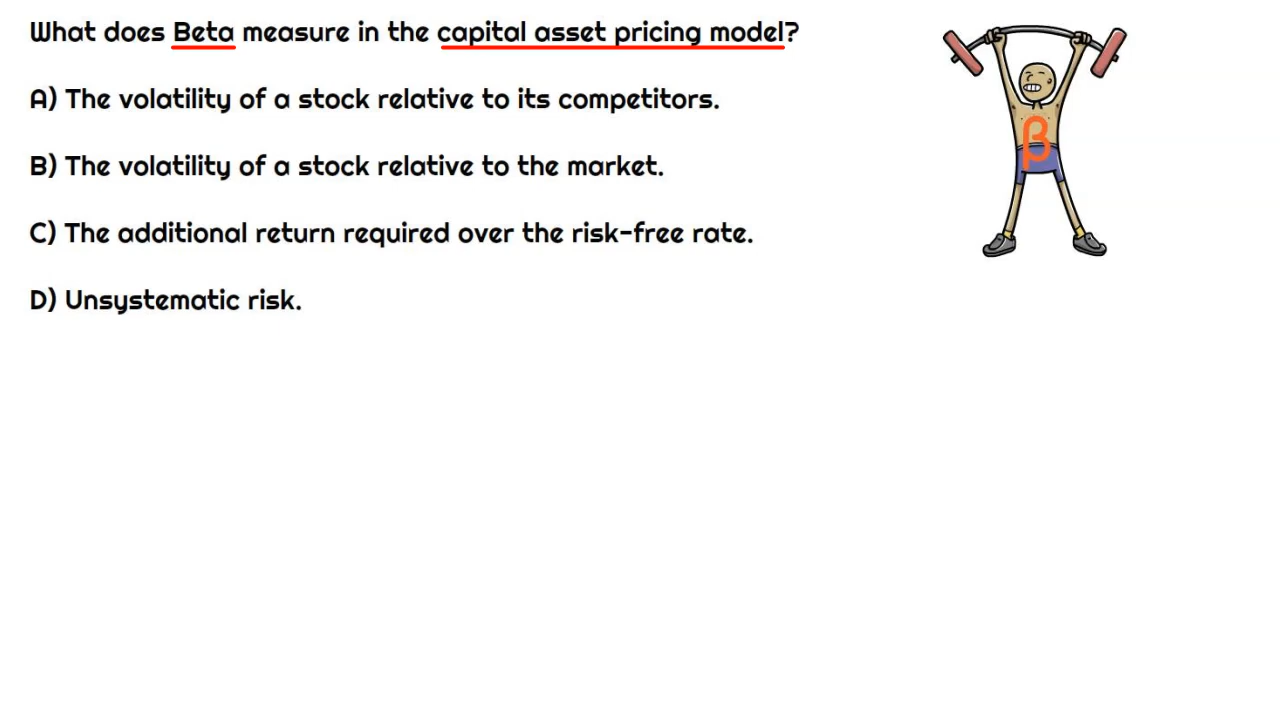 What does Beta measure in the capital asset pricing model?
A) The volatility of a stock relative to its competitors.
B) The volatility of a stock relative to the market.
C) The additional return required over the risk-free rate.
D) Unsystematic risk.
β